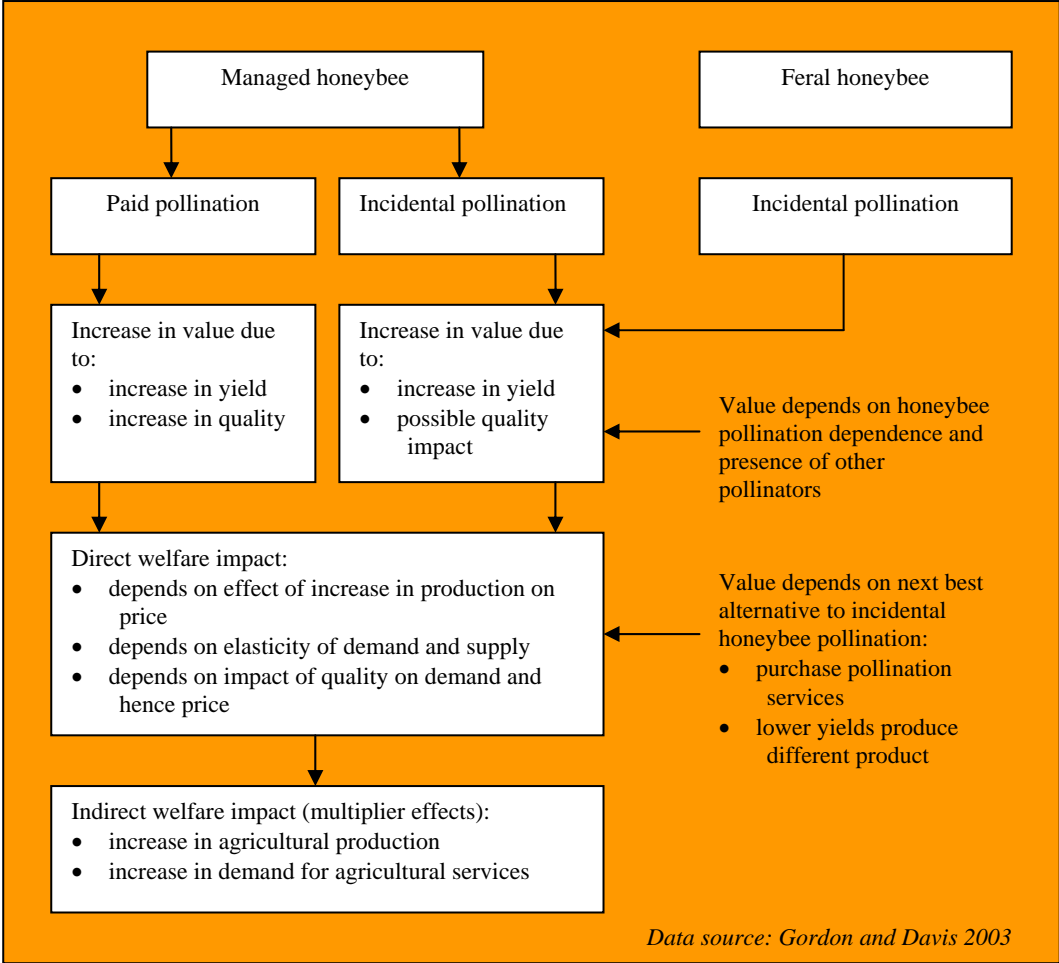 Managed honeybee
Feral honeybee
Paid pollination
Incidental pollination
Incidental pollination
Increase in value due
to:
• increase in yield
• increase in quality
Increase in value due
to:
• increase in yield
• possible quality
impact
Value depends on honeybee
pollination dependence and
presence of other
pollinators
Direct welfare impact:
• depends on effect of increase in production on
price
• depends on elasticity of demand and supply
• depends on impact of quality on demand and
hence price
Value depends on next best
alternative to incidental
honeybee pollination:
• purchase pollination
services
• lower yields produce
different product
Indirect welfare impact (multiplier effects):
• increase in agricultural production
• increase in demand for agricultural services
Data source: Gordon and Davis 2003